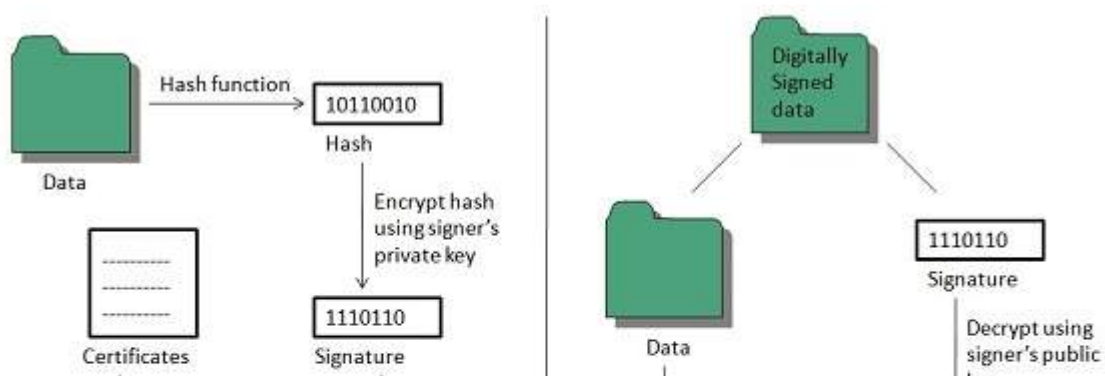 Hash function
10110010
Hash
Data
Encrypt hash
using signer's
private key
-----------
-----------
-----------
1110110
Certificates
Signature
Digitally
Signed
data
1110110
Signature
Data
Decrypt using
signer's public